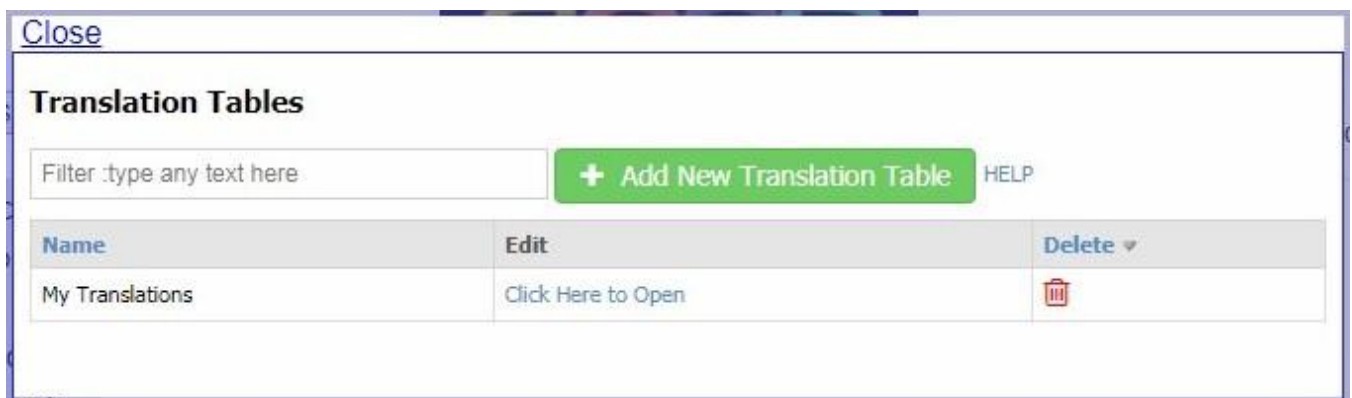 Close
Translation Tables
Filter :type any text here
+ Add New Translation Table HELP
Name Edit Delete
My Translations Click Here to Open